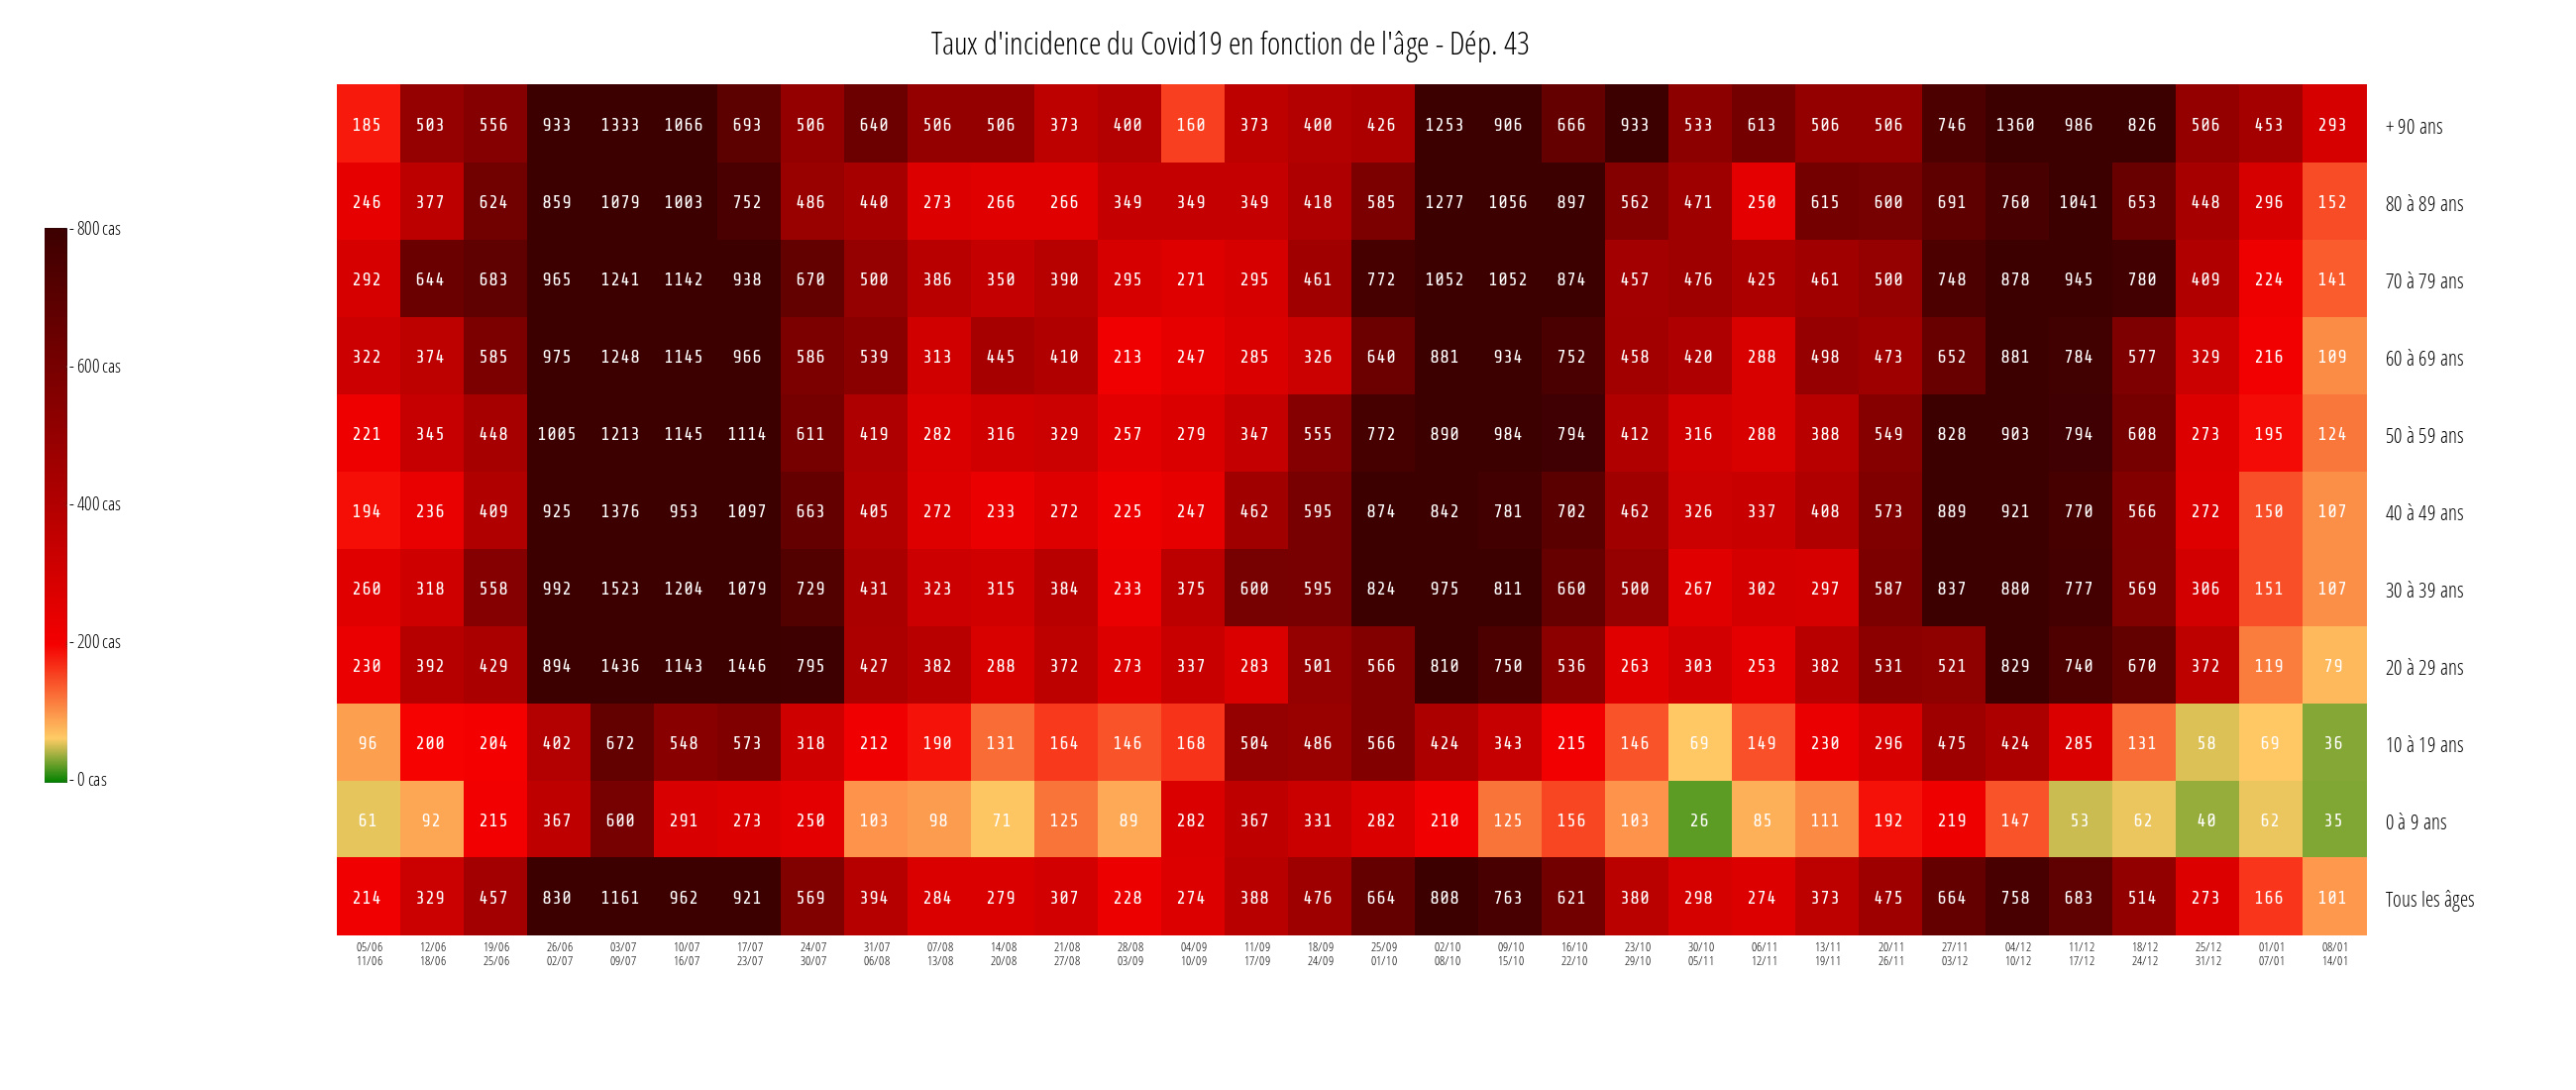 Taux d'incidence du Covid19 en fonction de l'âge - Dép. 43
- 800 cas
- 600 cas
- 400 cas
- 200 cas
- 0 cas
185 503 556 933 1333 1066 693 506 640 506 506 373 400 160 373 400 426 1253 906 666 933 533 613 506 506 746 1360 986 826 506 453 293 + 90 ans
246 377 624 859 1079 1003 752 486 440 273 266 266 349 349 349 418 585 1277 1056 897 562 471 250 615 600 691 760 1041 653 448 296 152 80 à 89 ans
292 644 683 965 1241 1142 938 670 500 386 350 390 295 271 295 461 772 1052 1052 874 457 476 425 461 500 748 878 945 780 409 224 141 70 à 79 ans
322 374 585 975 1248 1145 966 586 539 313 445 410 213 247 285 326 640 881 934 752 458 420 288 498 473 652 881 784 577 329 216 109 60 à 69 ans
221 345 448 1005 1213 1145 1114 611 419 282 316 329 257 279 347 555 772 890 984 794 412 316 288 388 549 828 903 794 608 273 195 124 50 à 59 ans
194 236 409 925 1376 953 1097 663 405 272 233 272 225 247 462 595 874 842 781 702 462 326 337 408 573 889 921 770 566 272 150 107 40 à 49 ans
260 318 558 992 1523 1204 1079 729 431 323 315 384 233 375 600 595 824 975 811 660 500 267 302 297 587 837 880 777 569 306 151 107 30 à 39 ans
230 392 429 894 1436 1143 1446 795 427 382 288 372 273 337 283 501 566 810 750 536 263 303 253 382 531 521 829 740 670 372 119 79 20 à 29 ans
96 200 204 402 672 548 573 318 212 190 131 164 146 168 504 486 566 424 343 215 146 69 149 230 296 475 424 285 131 58 69 36 10 à 19 ans
61 92 215 367 600 291 273 250 103 98 71 125 89 282 367 331 282 210 125 156 103 26 85 111 192 219 147 53 62 40 62 35 0 à 9 ans
214 329 457 830 1161 962 921 569 394 284 279 307 228 274 388 476 664 808 763 621 380 298 274 373 475 664 758 683 514 273 166 101 Tous les âges
05/06 12/06 19/06 26/06 03/07 10/07 17/07 24/07 31/07 07/08 14/08 21/08 28/08 04/09 11/09 18/09 25/09 02/10 09/10 16/10 23/10 30/10 06/11 13/11 20/11 27/11 04/12 11/12 18/12 25/12 01/01 08/01
11/06 18/06 25/06 02/07 09/07 16/07 23/07 30/07 06/08 13/08 20/08 27/08 03/09 10/09 17/09 24/09 01/10 08/10 15/10 22/10 29/10 05/11 12/11 19/11 26/11 03/12 10/12 17/12 24/12 31/12 07/01 14/01